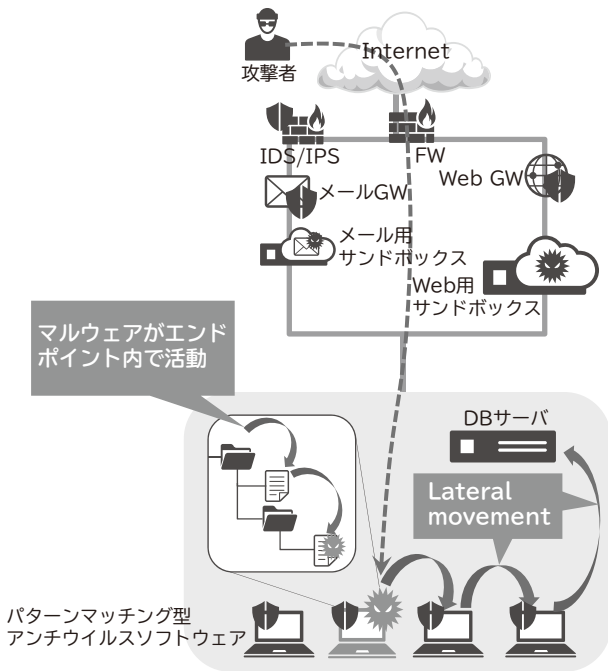 攻撃者
Internet
IDS/IPS
FW
メールGW
Web GW
メール用
サンドボックス
Web用
サンドボックス
マルウェアがエンド
ポイント内で活動
DBサーバ
Lateral
movement
パターンマッチング型
アンチウイルスソフトウェア